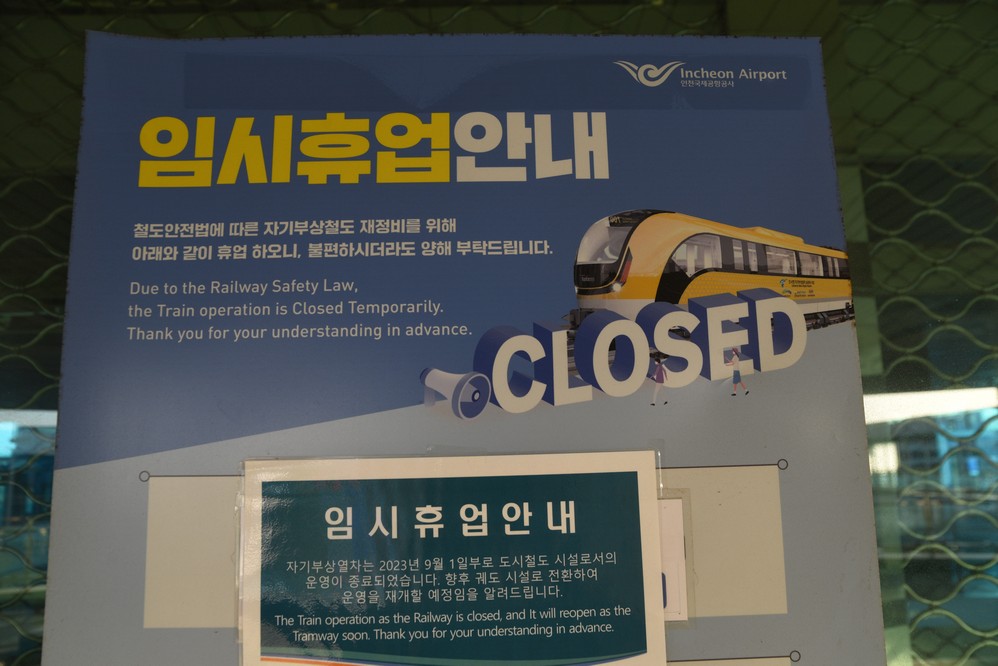 Incheon Airport
인천국제공항공사
임시휴업안내
철도안전법에 따른 자기부상철도 재정비를 위해
아래와 같이 휴업 하오니, 불편하시더라도 양해 부탁드립니다.
Due to the Railway Safety Law,
the Train operation is Closed Temporarily.
Thank you for your understanding in advance.
CLOSED
임시휴업안내
자기부상열차는 2023년 9월 1일부로 도시철도 시설로서의
운영이 종료되었습니다. 향후 궤도 시설로 전환하여
운영을 재개할 예정임을 알려드립니다.
The Train operation as the Railway is closed, and It will reopen as the
Tramway soon. Thank you for your understanding in advance.